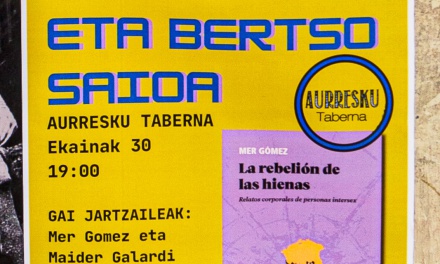 ETA BERTSO
SAIOA
AURRESKU
Taberna
AURRESKU TABERNA
Ekainak 30
19:00
MER GÓMEZ
La rebelión de
las hienas
Relatos corporales de personas intersex
GAI JARTZAILEAK:
Mer Gomez eta
Maider Galardi